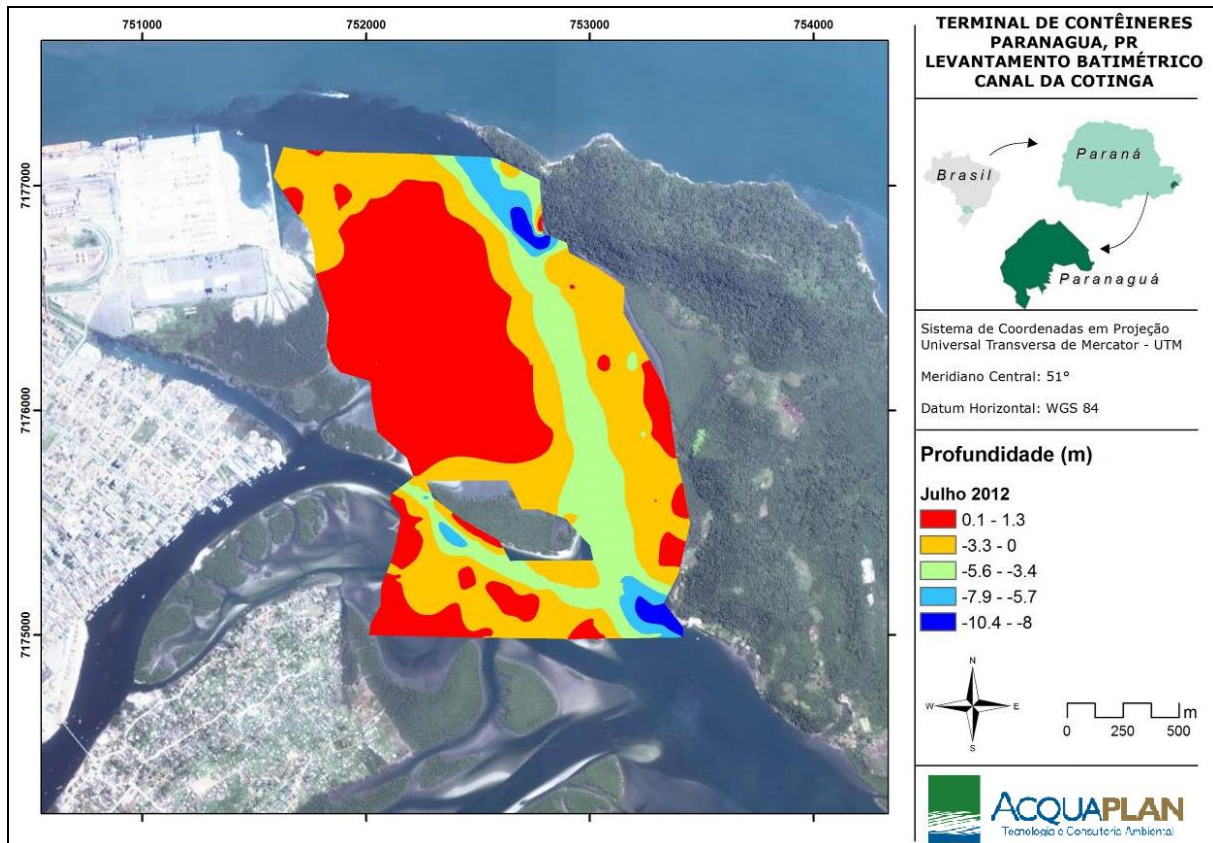 751000
752000
753000
754000
7177000
7176000
7175000
TERMINAL DE CONTÊINERES
PARANAGUA, PR
LEVANTAMENTO BATIMÉTRICO
CANAL DA COTINGA
Brasil
Paraná
Paranaguá
Sistema de Coordenadas em Projeção
Universal Transversa de Mercator - UTM
Meridiano Central: 51°
Datum Horizontal: WGS 84
Profundidade (m)
Julho 2012
0.1 - 1.3
-3.3 - 0
-5.6 - -3.4
-7.9 - -5.7
-10.4 - -8
N
W E
S
m
0 250 500
ACQUAPLAN
Tecnologia e Consultoria Ambiental